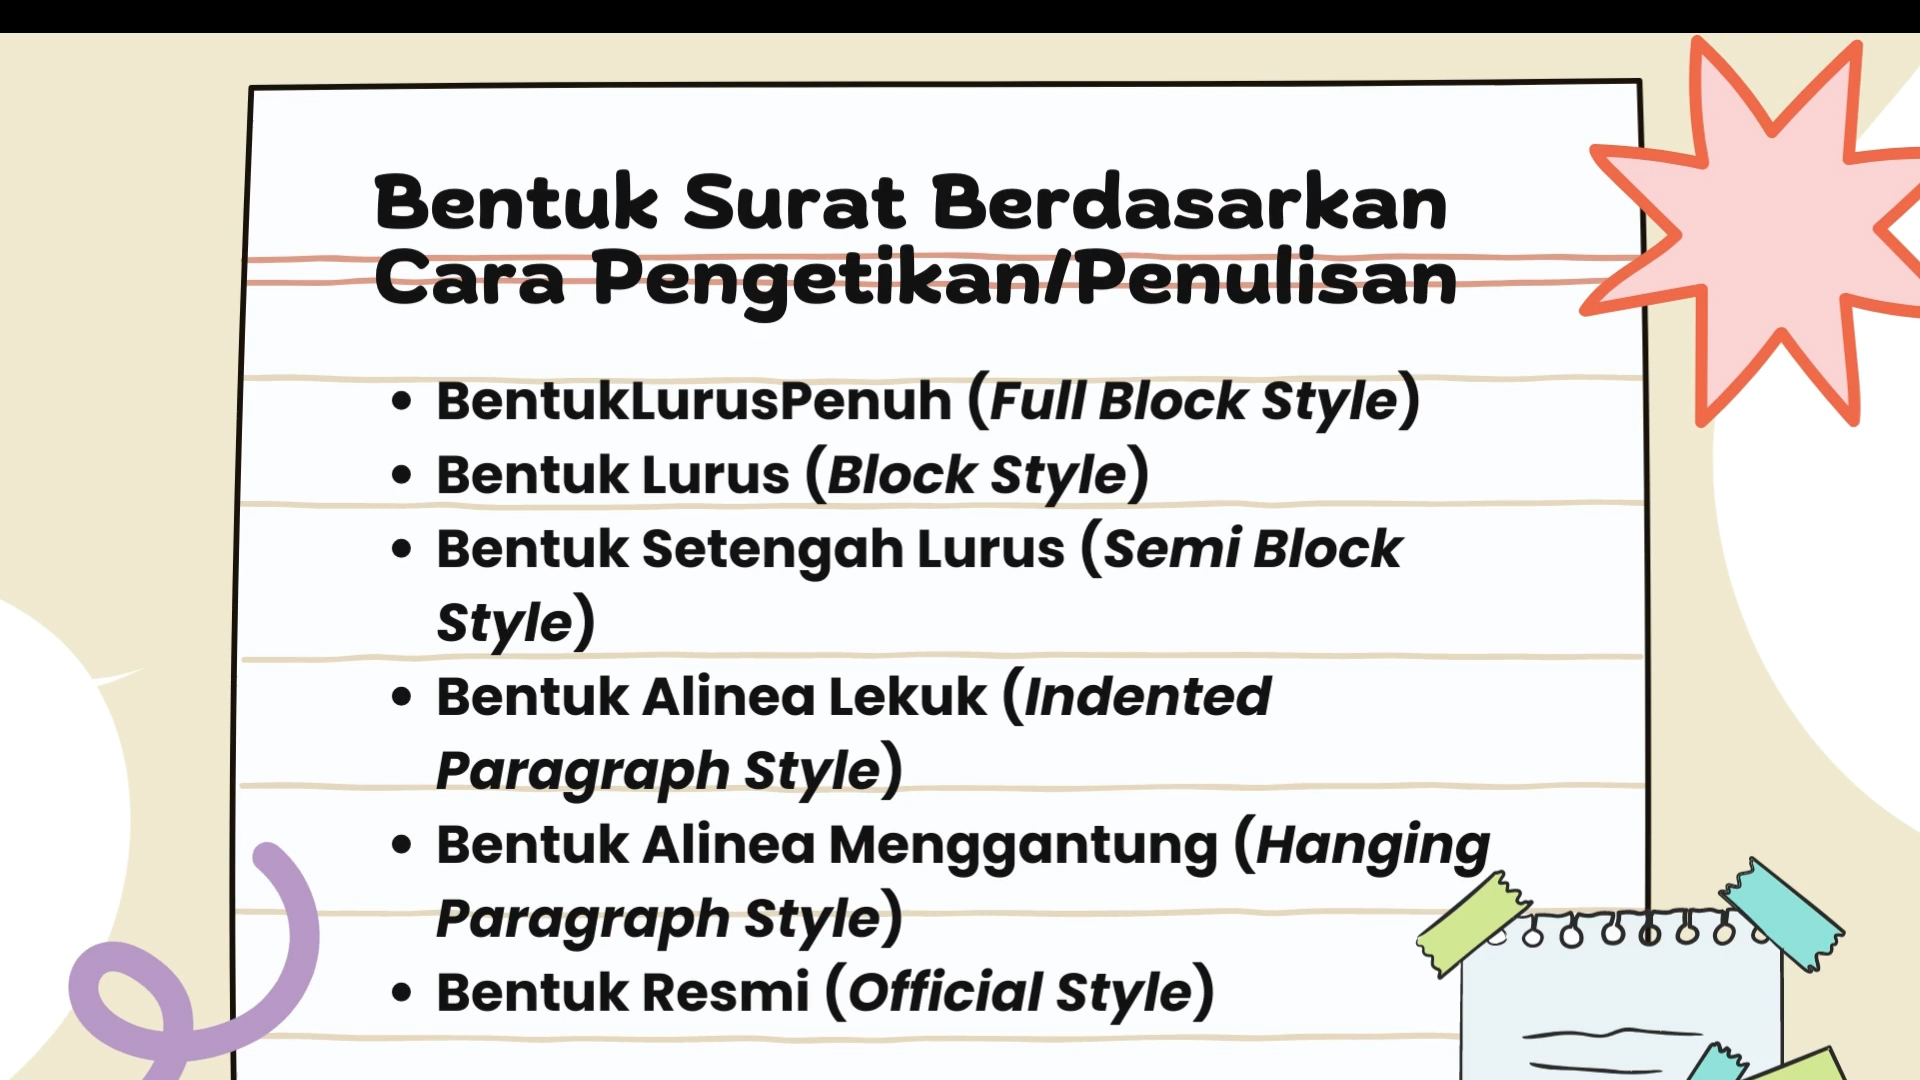 Bentuk Surat Berdasarkan
Cara Pengetikan/Penulisan
• BentukLurusPenuh (Full Block Style)
• Bentuk Lurus (Block Style)
• Bentuk Setengah Lurus (Semi Block
Style)
• Bentuk Alinea Lekuk (Indented
Paragraph Style)
• Bentuk Alinea Menggantung (Hanging
Paragraph Style)
• Bentuk Resmi (Official Style)